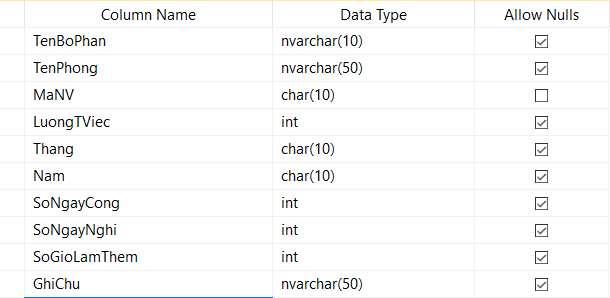 Column Name Data Type Allow Nulls
TenBoPhan nvarchar(10)
TenPhong nvarchar(50)
MaNV char(10)
LuongTViec int
Thang char(10)
Nam char(10)
SoNgayCong int
SoNgayNghi int
SoGioLamThem int
GhiChu nvarchar(50)